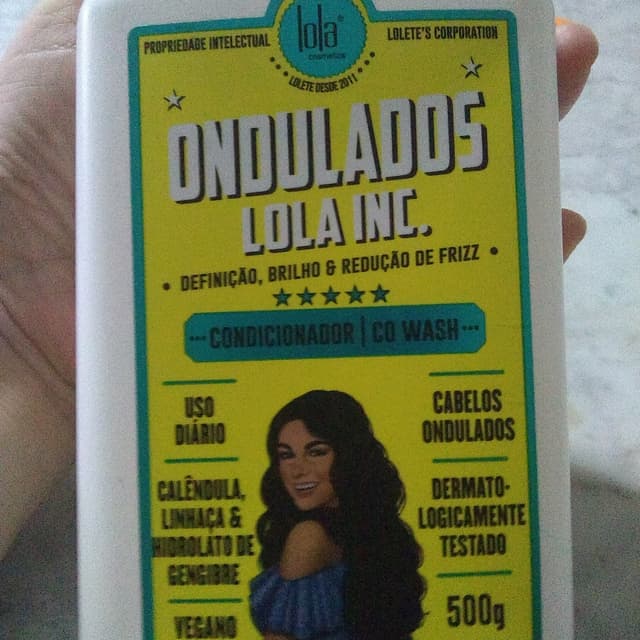 lola
cosmetics
PROPRIEDADE INTELECTUAL
LOLETE'S CORPORATION
LOLETE DESDE 2011
ONDULADOS
LOLA INC.
• DEFINIÇÃO, BRILHO & REDUÇÃO DE FRIZZ •
CONDICIONADOR | CO WASH
USO
DIÁRIO
CALÊNDULA,
LINHAÇA &
HIDROLATO DE
GENGIBRE
VEGANO
CABELOS
ONDULADOS
DERMATO-
LOGICAMENTE
TESTADO
500g